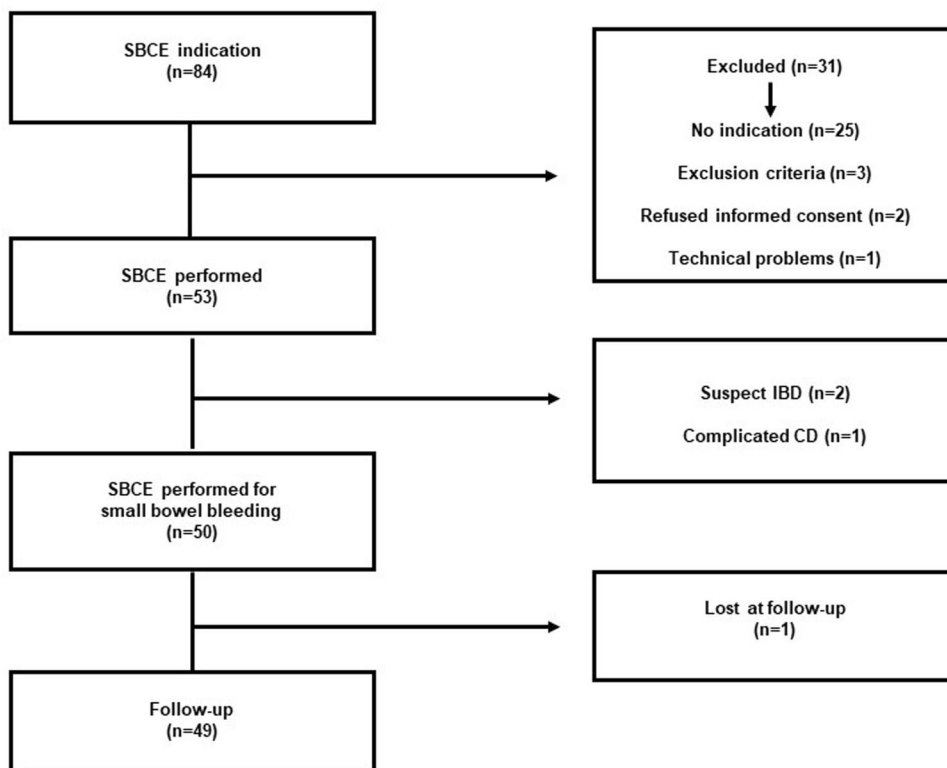 SBCE indication
(n=84)
Excluded (n=31)
No indication (n=25)
Exclusion criteria (n=3)
Refused informed consent (n=2)
Technical problems (n=1)
SBCE performed
(n=53)
Suspect IBD (n=2)
Complicated CD (n=1)
SBCE performed for
small bowel bleeding
(n=50)
Lost at follow-up
(n=1)
Follow-up
(n=49)